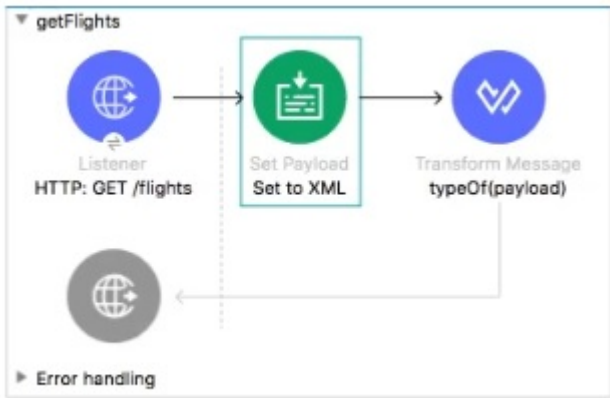 getFlights
Listener
HTTP: GET /flights
Set Payload
Set to XML
Transform Message
typeOf(payload)
Error handling